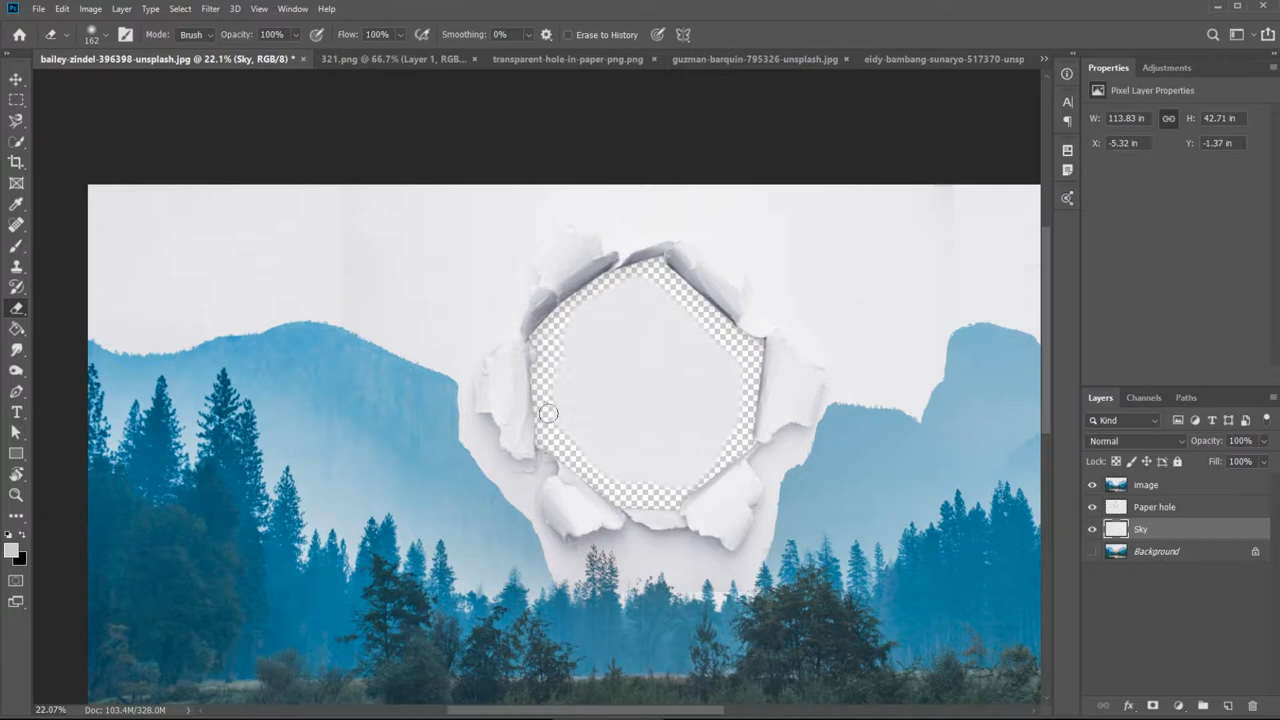 Ps File Edit Image Layer Type Select Filter 3D View Window Help
162 Mode: Brush Opacity: 100% Flow: 100% Smoothing: 0% Erase to History
bailey-zindel-396398-unsplash.jpg @ 22.1% (Sky, RGB/8) * × 321.png @ 66.7% (Layer 1, RGB... × transparent-hole-in-paper-png.png × guzman-barquin-795326-unsplash.jpg × eidy-bambang-sunaryo-517370-unsp
Properties Adjustments
Pixel Layer Properties
W: 113.83 in H: 42.71 in
X: -5.32 in Y: -1.37 in
Layers Channels Paths
Kind
Normal Opacity: 100%
Lock: Fill: 100%
image
Paper hole
Sky
Background
22.07% Doc: 103.4M/328.0M